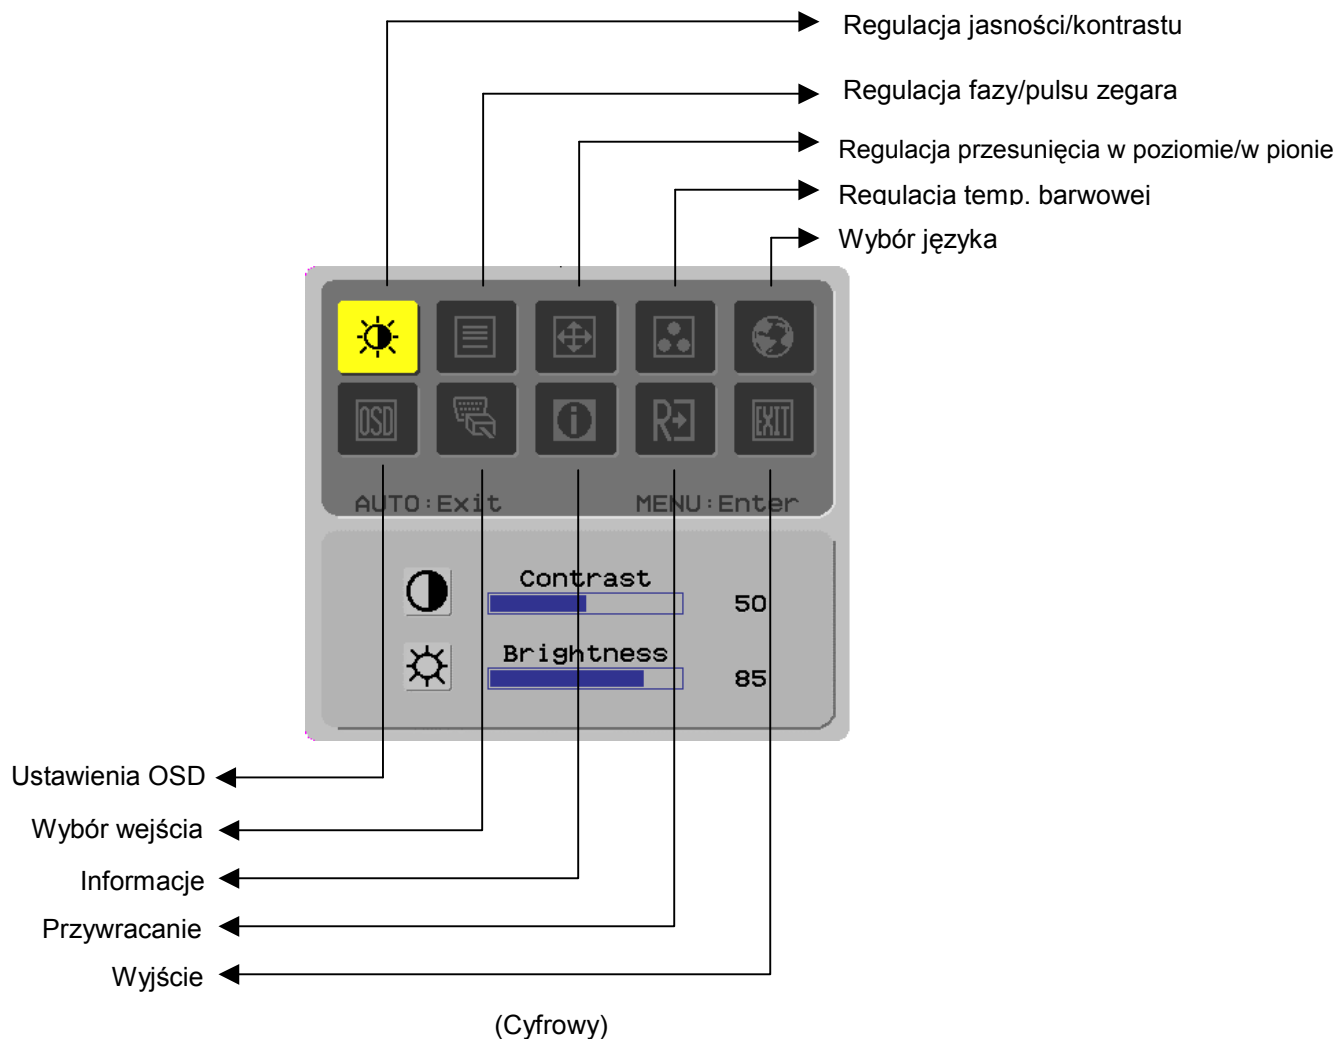 Regulacja jasności/kontrastu
Regulacja fazy/pulsu zegara
Regulacja przesunięcia w poziomie/w pionie
Regulacja temp. barwowej
Wybór języka
OSD
i
R
EXIT
AUTO:Exit MENU:Enter
Contrast
50
Brightness
85
Ustawienia OSD
Wybór wejścia
Informacje
Przywracanie
Wyjście
(Cyfrowy)